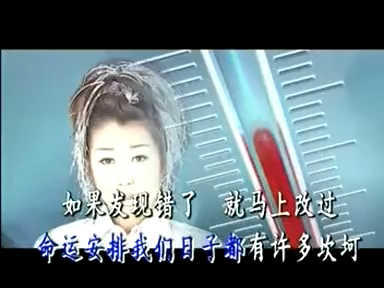 如果发现错了 就马上改过
命运安排我们日子都有许多坎坷